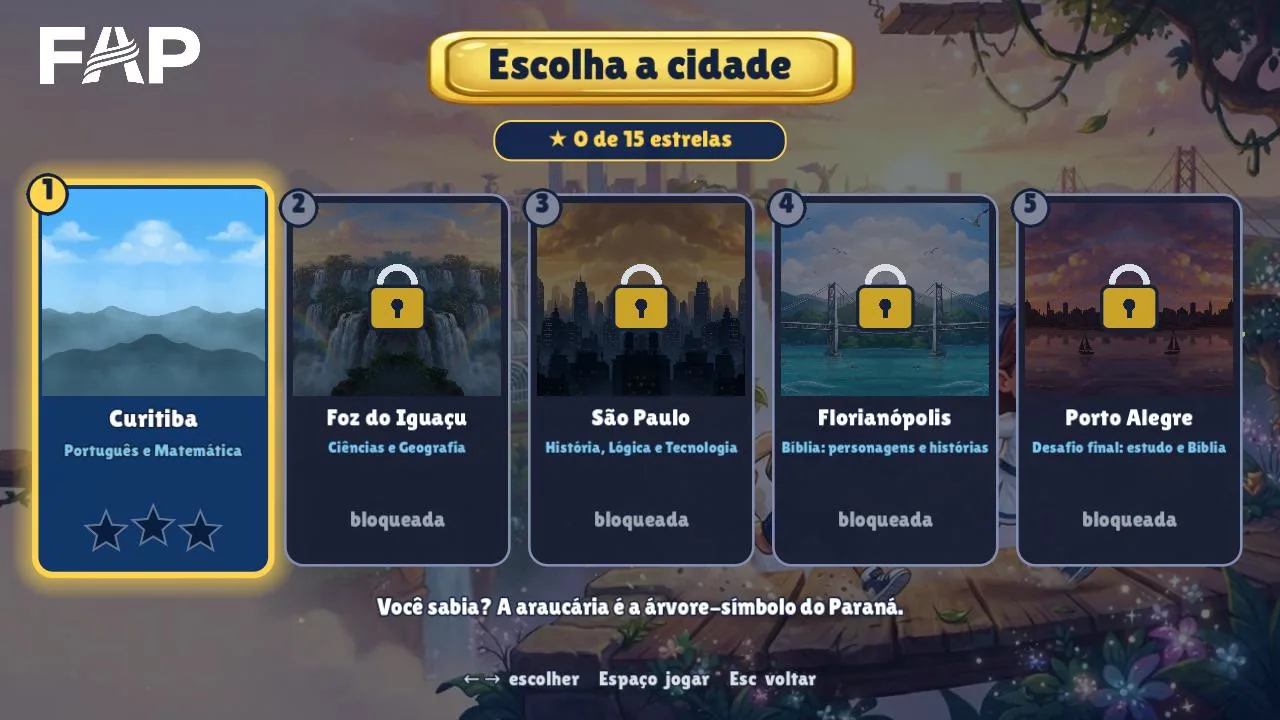 FAP
Escolha a cidade
★ 0 de 15 estrelas
1
2
3
4
5
Curitiba
Português e Matemática
Foz do Iguaçu
Ciências e Geografia
bloqueada
São Paulo
História, Lógica e Tecnologia
bloqueada
Florianópolis
Bíblia: personagens e histórias
bloqueada
Porto Alegre
Desafio final: estudo e Bíblia
bloqueada
Você sabia? A araucária é a árvore-símbolo do Paraná.
←→ escolher Espaço jogar Esc voltar